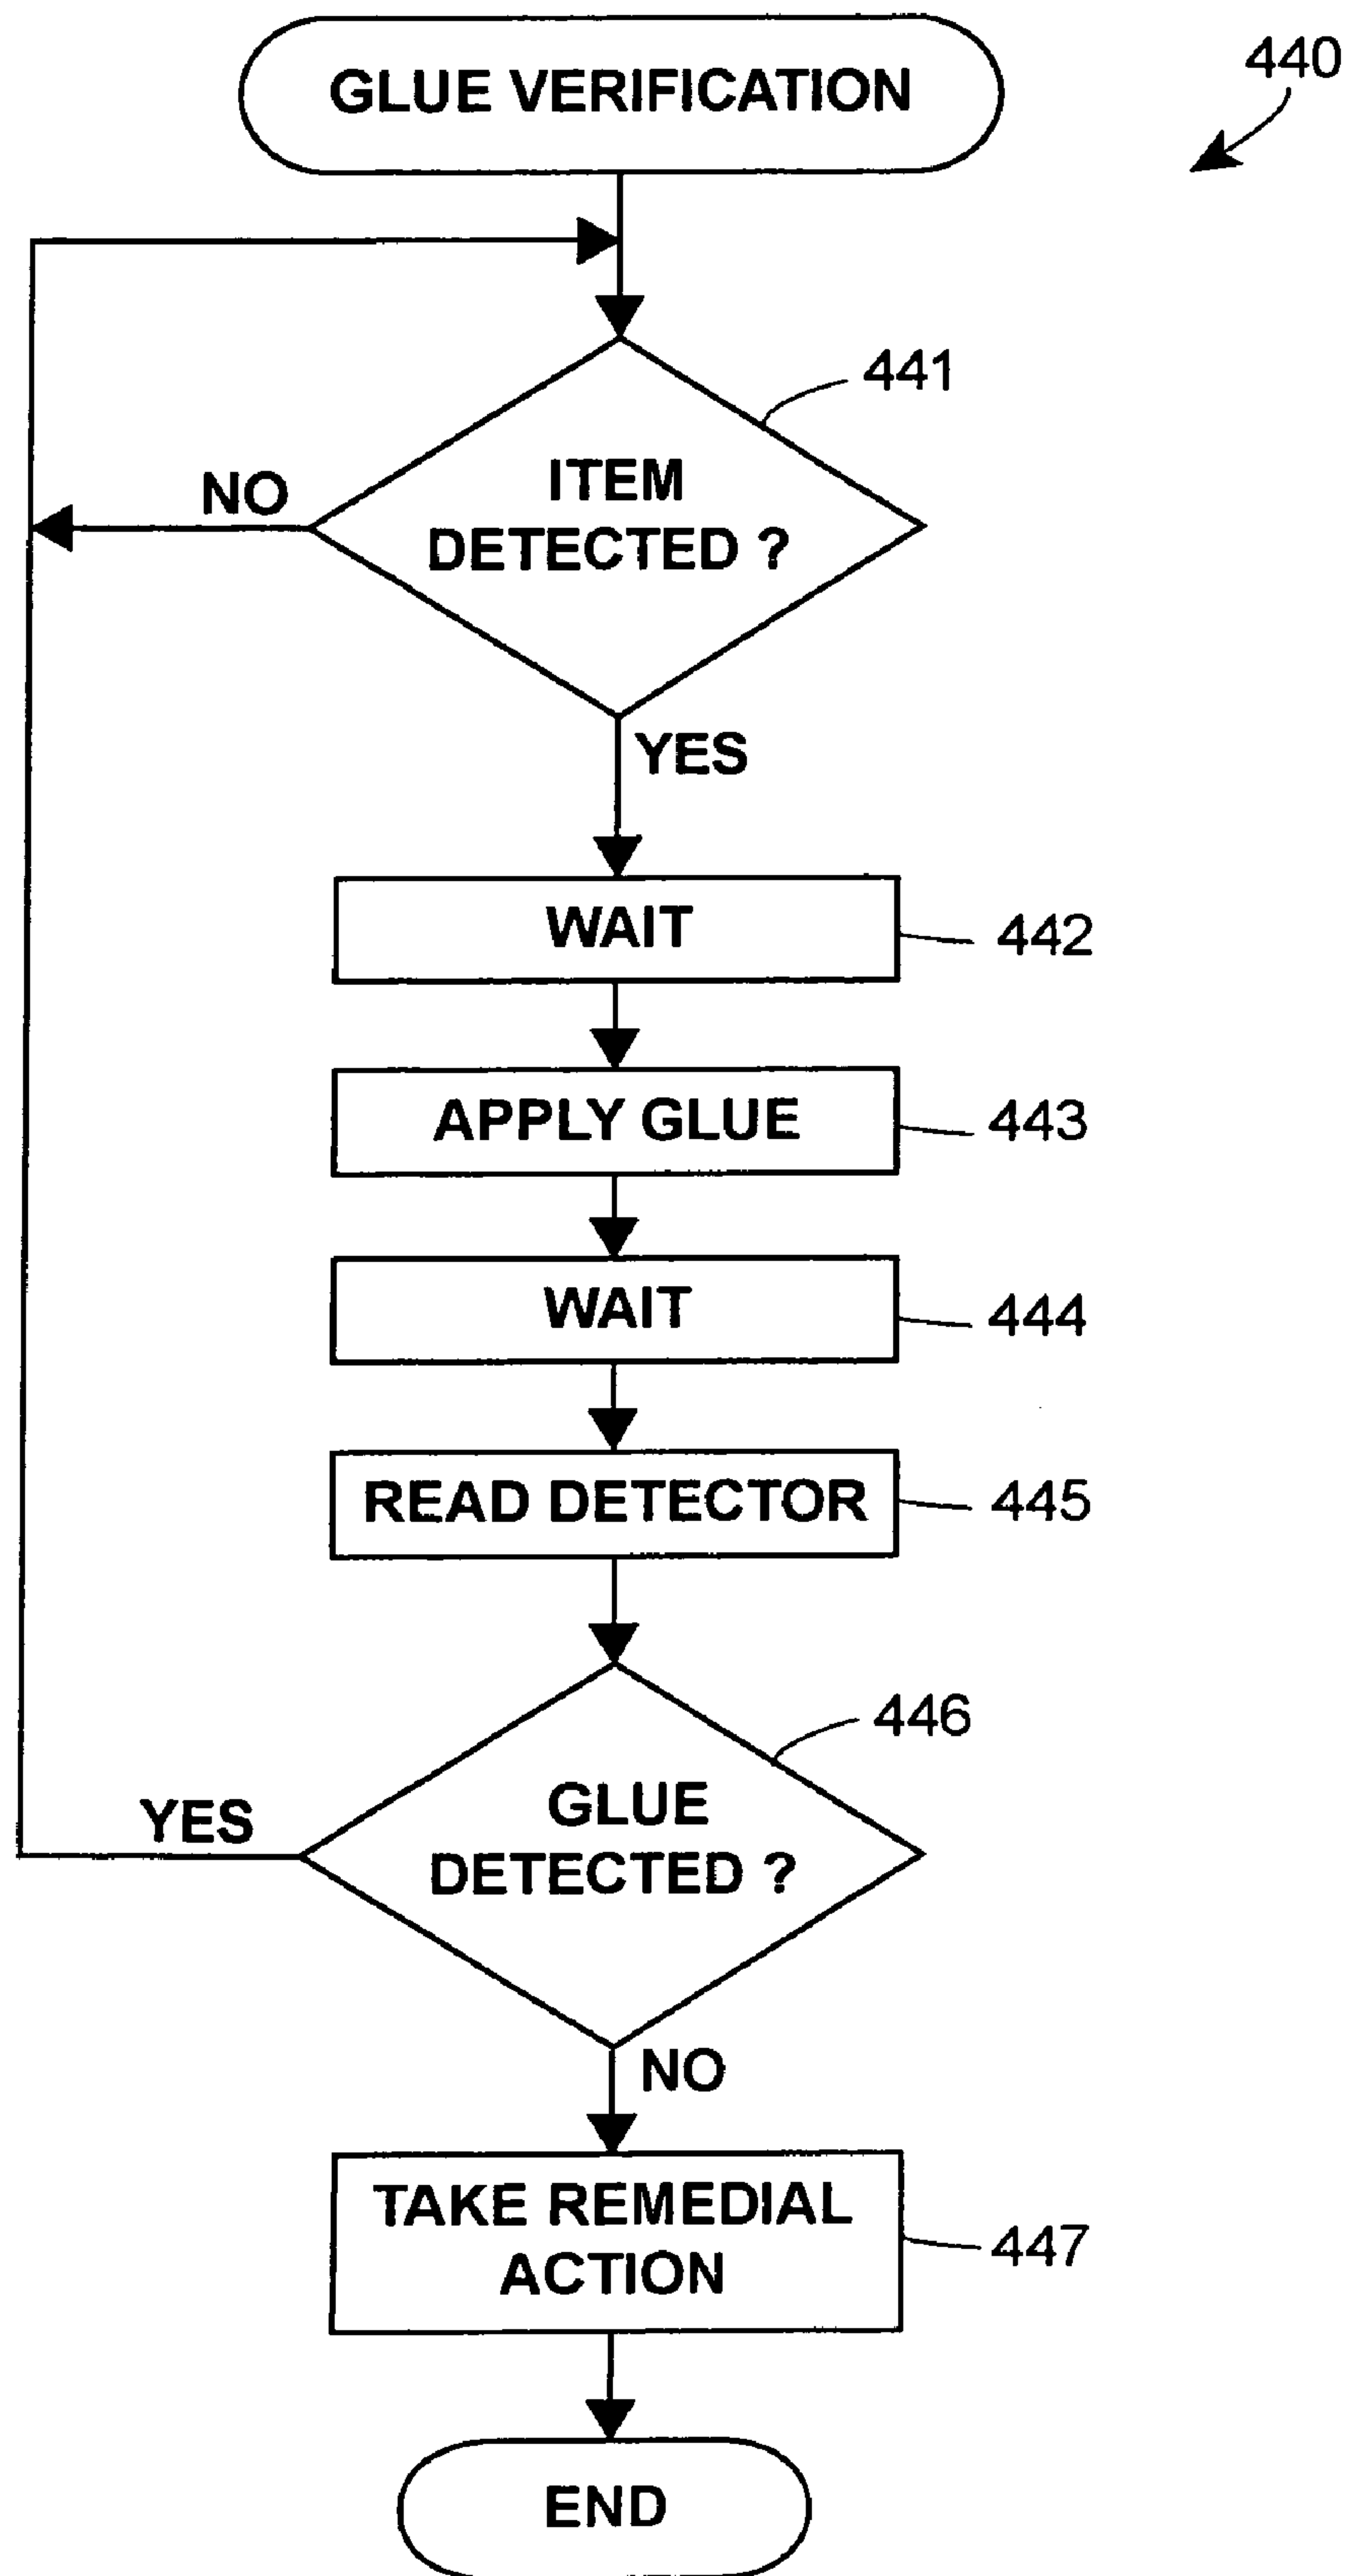 GLUE VERIFICATION
440
441
ITEM
DETECTED ?
NO
YES
WAIT
442
APPLY GLUE
443
WAIT
444
READ DETECTOR
445
446
GLUE
DETECTED ?
YES
NO
TAKE REMEDIAL
ACTION
447
END